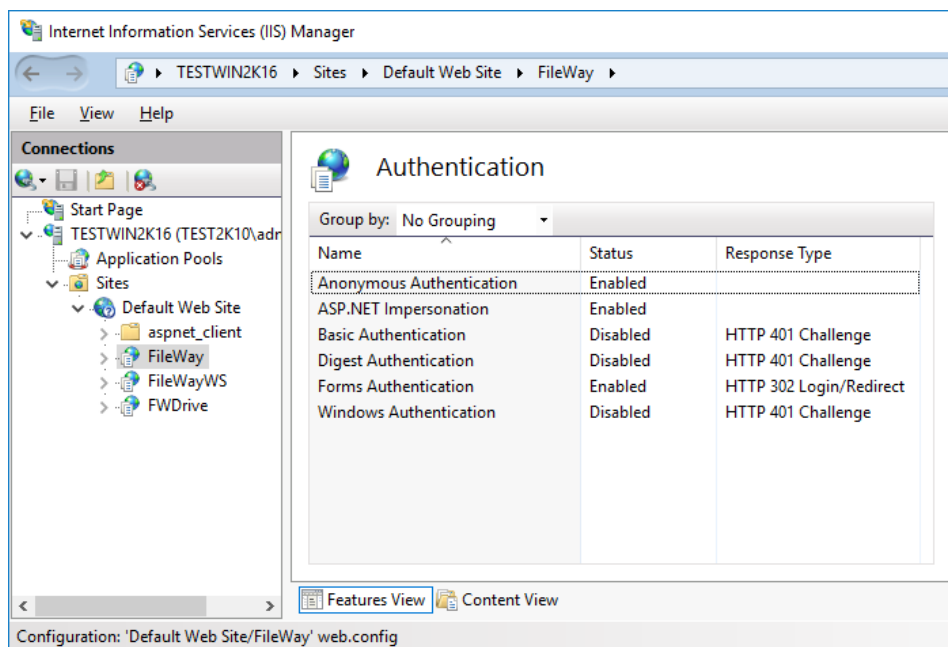 Internet Information Services (IIS) Manager
TESTWIN2K16 Sites Default Web Site FileWay
File View Help
Connections
Start Page
TESTWIN2K16 (TEST2K10\adr
Application Pools
Sites
Default Web Site
aspnet_client
FileWay
FileWayWS
FWDrive
Authentication
Group by: No Grouping
Name Status Response Type
Anonymous Authentication Enabled
ASP.NET Impersonation Enabled
Basic Authentication Disabled HTTP 401 Challenge
Digest Authentication Disabled HTTP 401 Challenge
Forms Authentication Enabled HTTP 302 Login/Redirect
Windows Authentication Disabled HTTP 401 Challenge
Features View Content View
Configuration: 'Default Web Site/FileWay' web.config